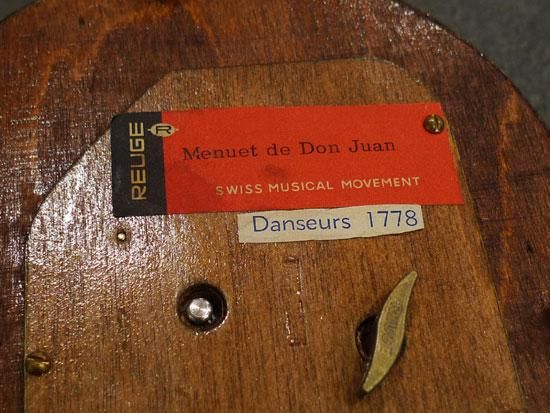 REUGE R
Menuet de Don Juan
SWISS MUSICAL MOVEMENT
Danseurs 1778